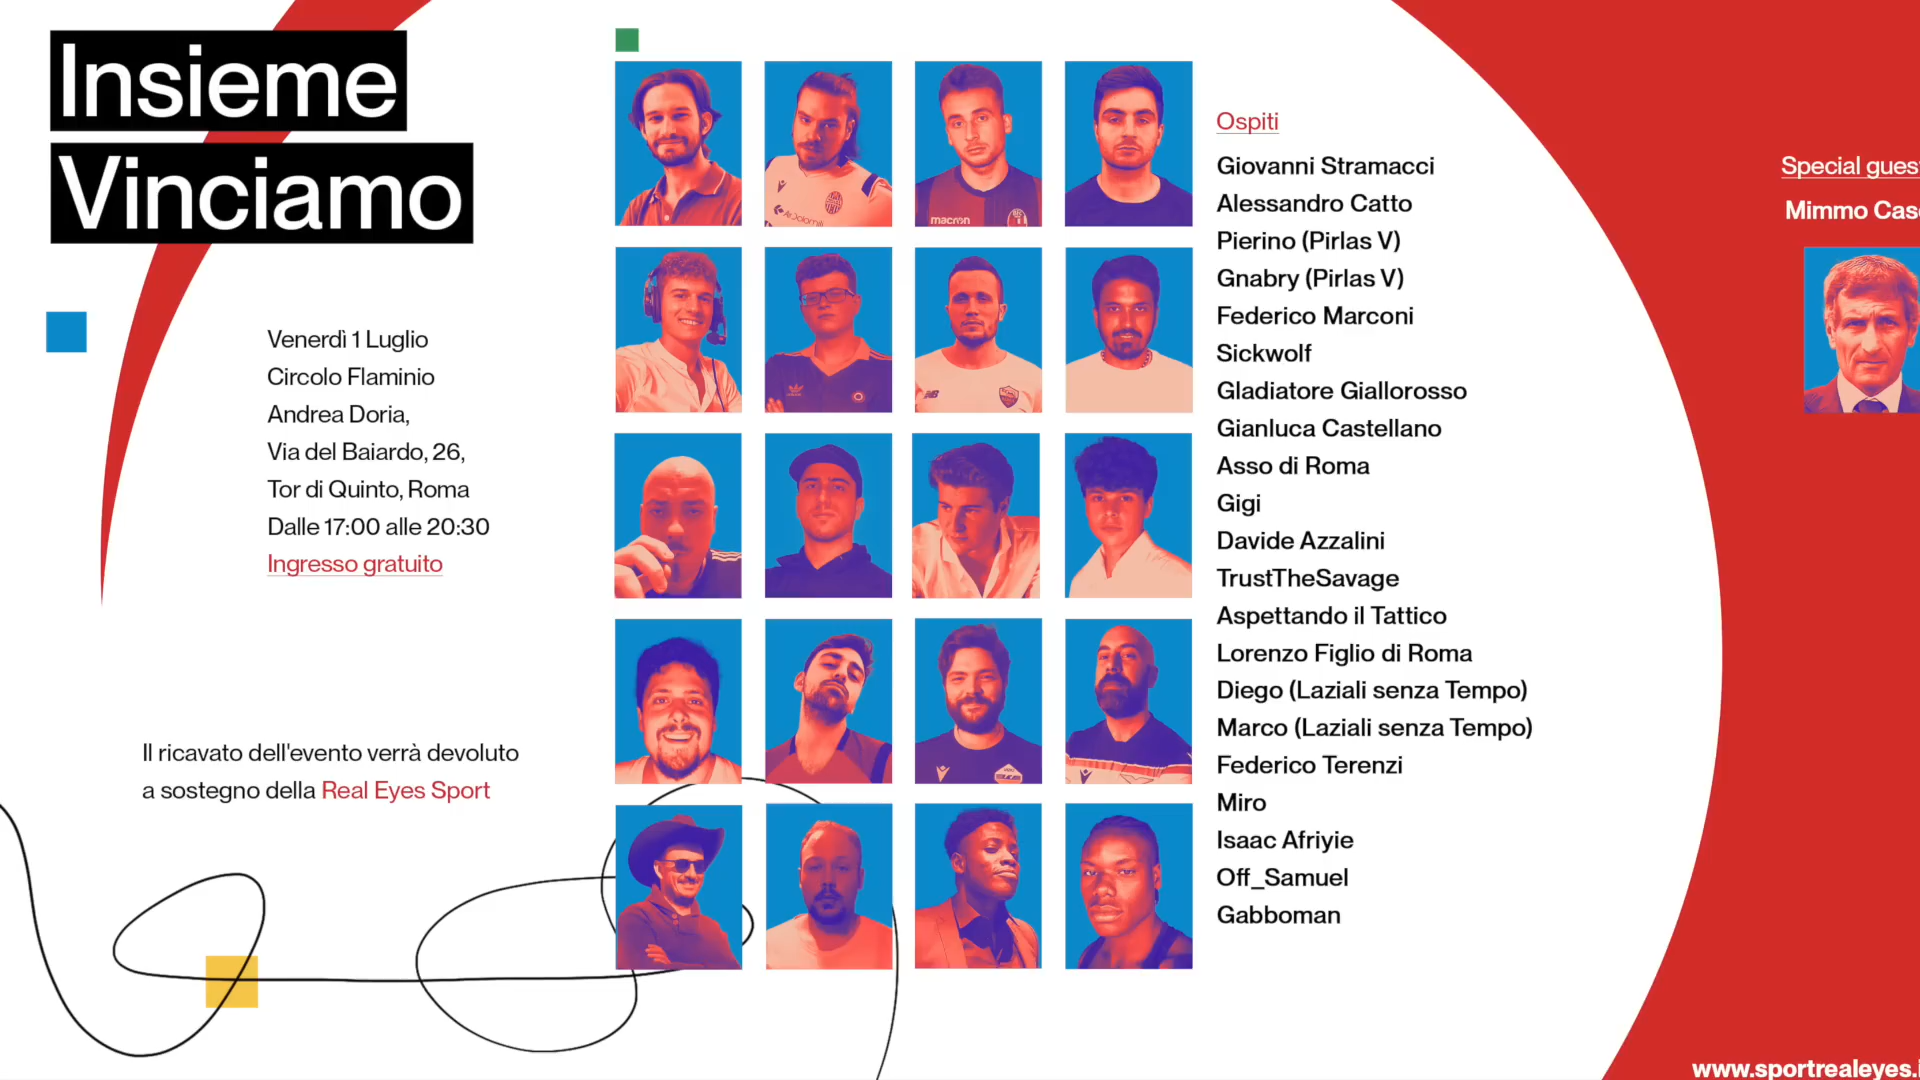 Insieme
Vinciamo
Venerdì 1 Luglio
Circolo Flaminio
Andrea Doria,
Via del Baiardo, 26,
Tor di Quinto, Roma
Dalle 17:00 alle 20:30
Ingresso gratuito
Il ricavato dell'evento verrà devoluto
a sostegno della Real Eyes Sport
macron
Ospiti
Giovanni Stramacci
Alessandro Catto
Pierino (Pirlas V)
Gnabry (Pirlas V)
Federico Marconi
Sickwolf
Gladiatore Giallorosso
Gianluca Castellano
Asso di Roma
Gigi
Davide Azzalini
TrustTheSavage
Aspettando il Tattico
Lorenzo Figlio di Roma
Diego (Laziali senza Tempo)
Marco (Laziali senza Tempo)
Federico Terenzi
Miro
Isaac Afriyie
Off_Samuel
Gabboman
Special
Mimmo
www.sportrealeyes.